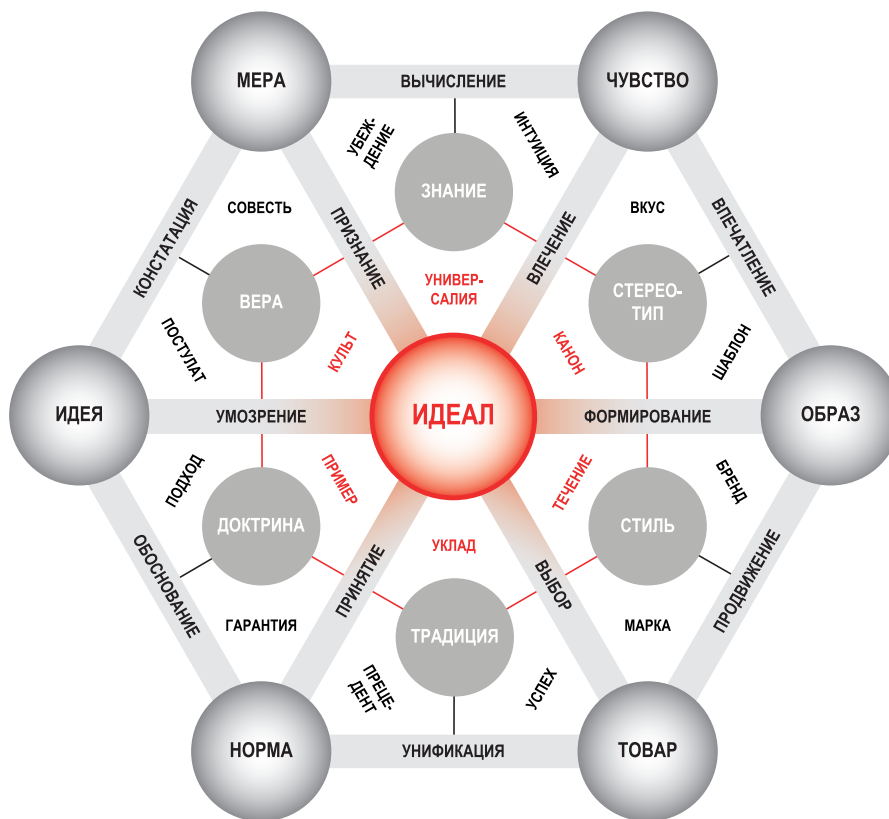 МЕРА
ЧУВСТВО
ВЫЧИСЛЕНИЕ
УБЕЖ-
ДЕНИЕ
ИНТУИЦИЯ
ЗНАНИЕ
СОВЕСТЬ
ПРИЗНАНИЕ
ВЛЕЧЕНИЕ
ВКУС
КОНСТАТАЦИЯ
ВПЕЧАТЛЕНИЕ
УНИВЕР-
САЛИЯ
ВЕРА
СТЕРЕО-
ТИП
ПОСТУЛАТ
КУЛЬТ
КАНОН
ШАБЛОН
ИДЕЯ
УМОЗРЕНИЕ
ИДЕАЛ
ФОРМИРОВАНИЕ
ОБРАЗ
ПОДХОД
ПРИМЕР
ТЕЧЕНИЕ
БРЕНД
ДОКТРИНА
УКЛАД
СТИЛЬ
ОБОСНОВАНИЕ
ПРИНЯТИЕ
ВЫБОР
ПРОДВИЖЕНИЕ
ГАРАНТИЯ
ТРАДИЦИЯ
МАРКА
ПРЕЦЕ-
ДЕНТ
УСПЕХ
НОРМА
УНИФИКАЦИЯ
ТОВАР